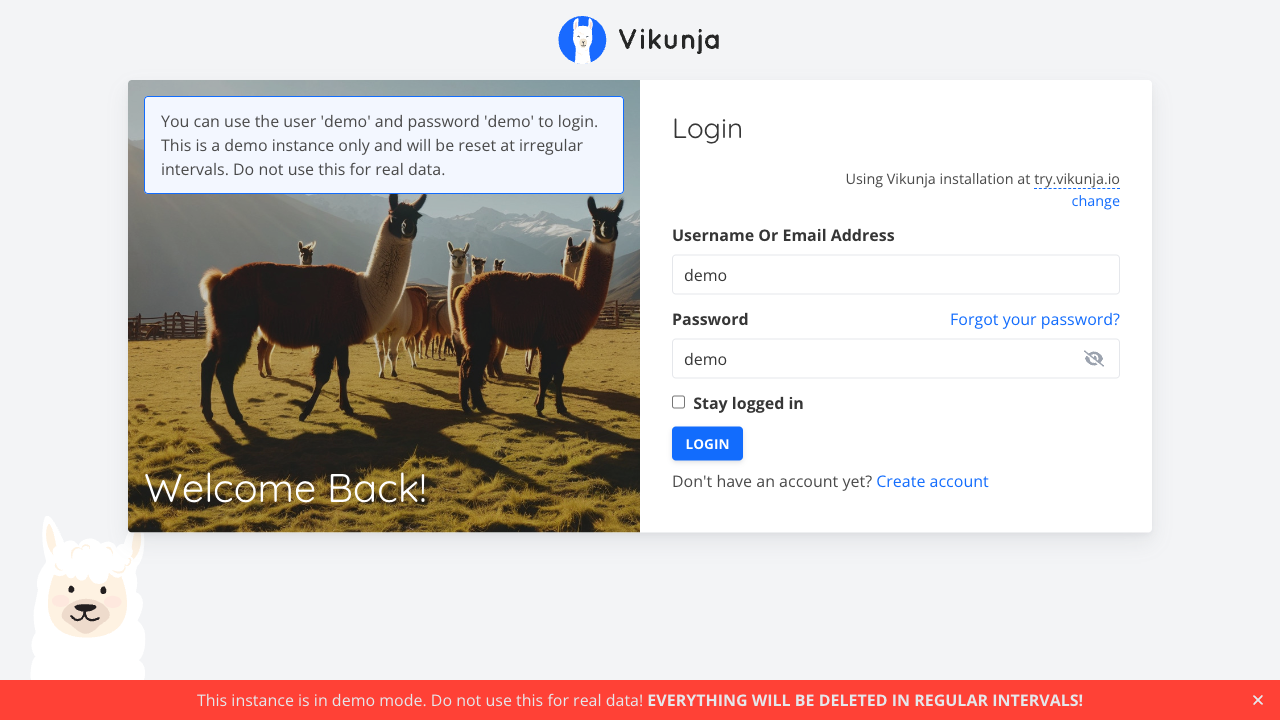 Vikunja
You can use the user 'demo' and password 'demo' to login.
This is a demo instance only and will be reset at irregular
intervals. Do not use this for real data.
Welcome Back!
Login
Using Vikunja installation at try.vikunja.io
change
Username Or Email Address
demo
Password Forgot your password?
demo
Stay logged in
LOGIN
Don't have an account yet? Create account
This instance is in demo mode. Do not use this for real data! EVERYTHING WILL BE DELETED IN REGULAR INTERVALS!